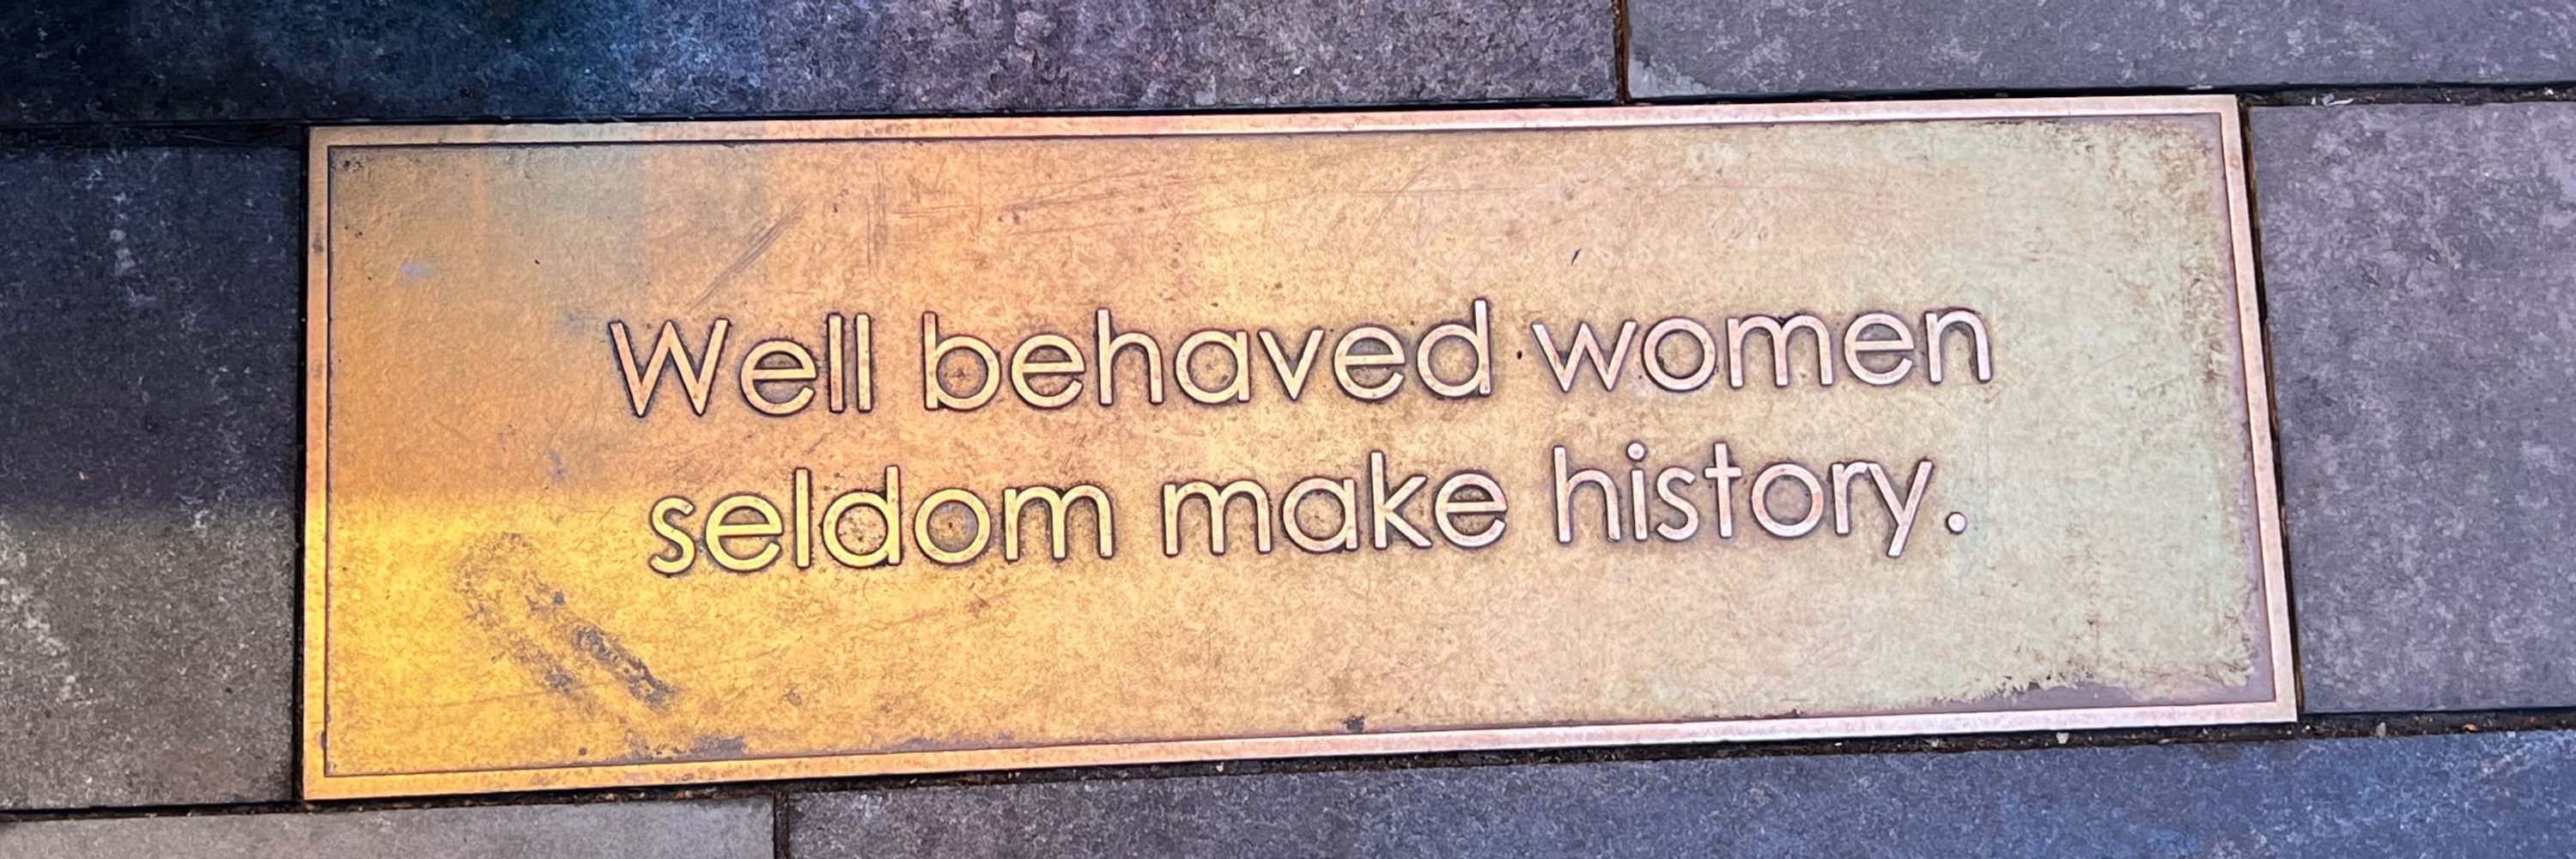 Well behaved women
seldom make history.